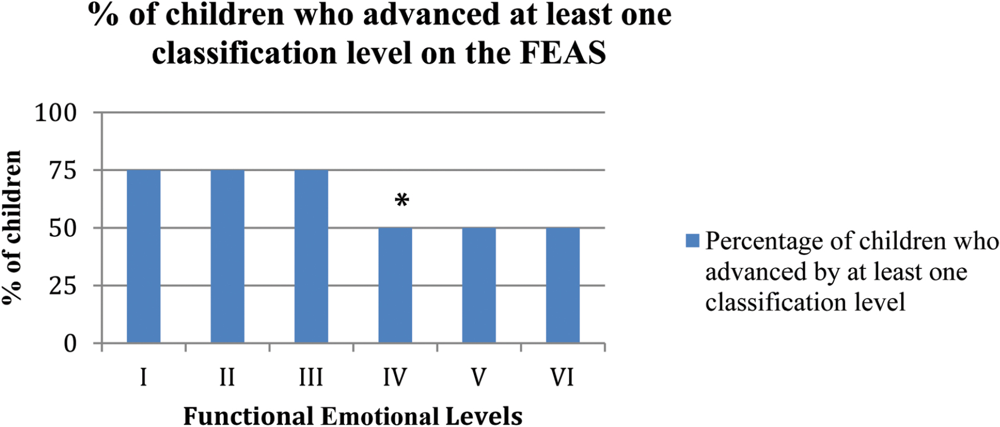 % of children who advanced at least one
classification level on the FEAS
100
75
50
25
0
% of children
*
I II III IV V VI
Functional Emotional Levels
Percentage of children who
advanced by at least one
classification level